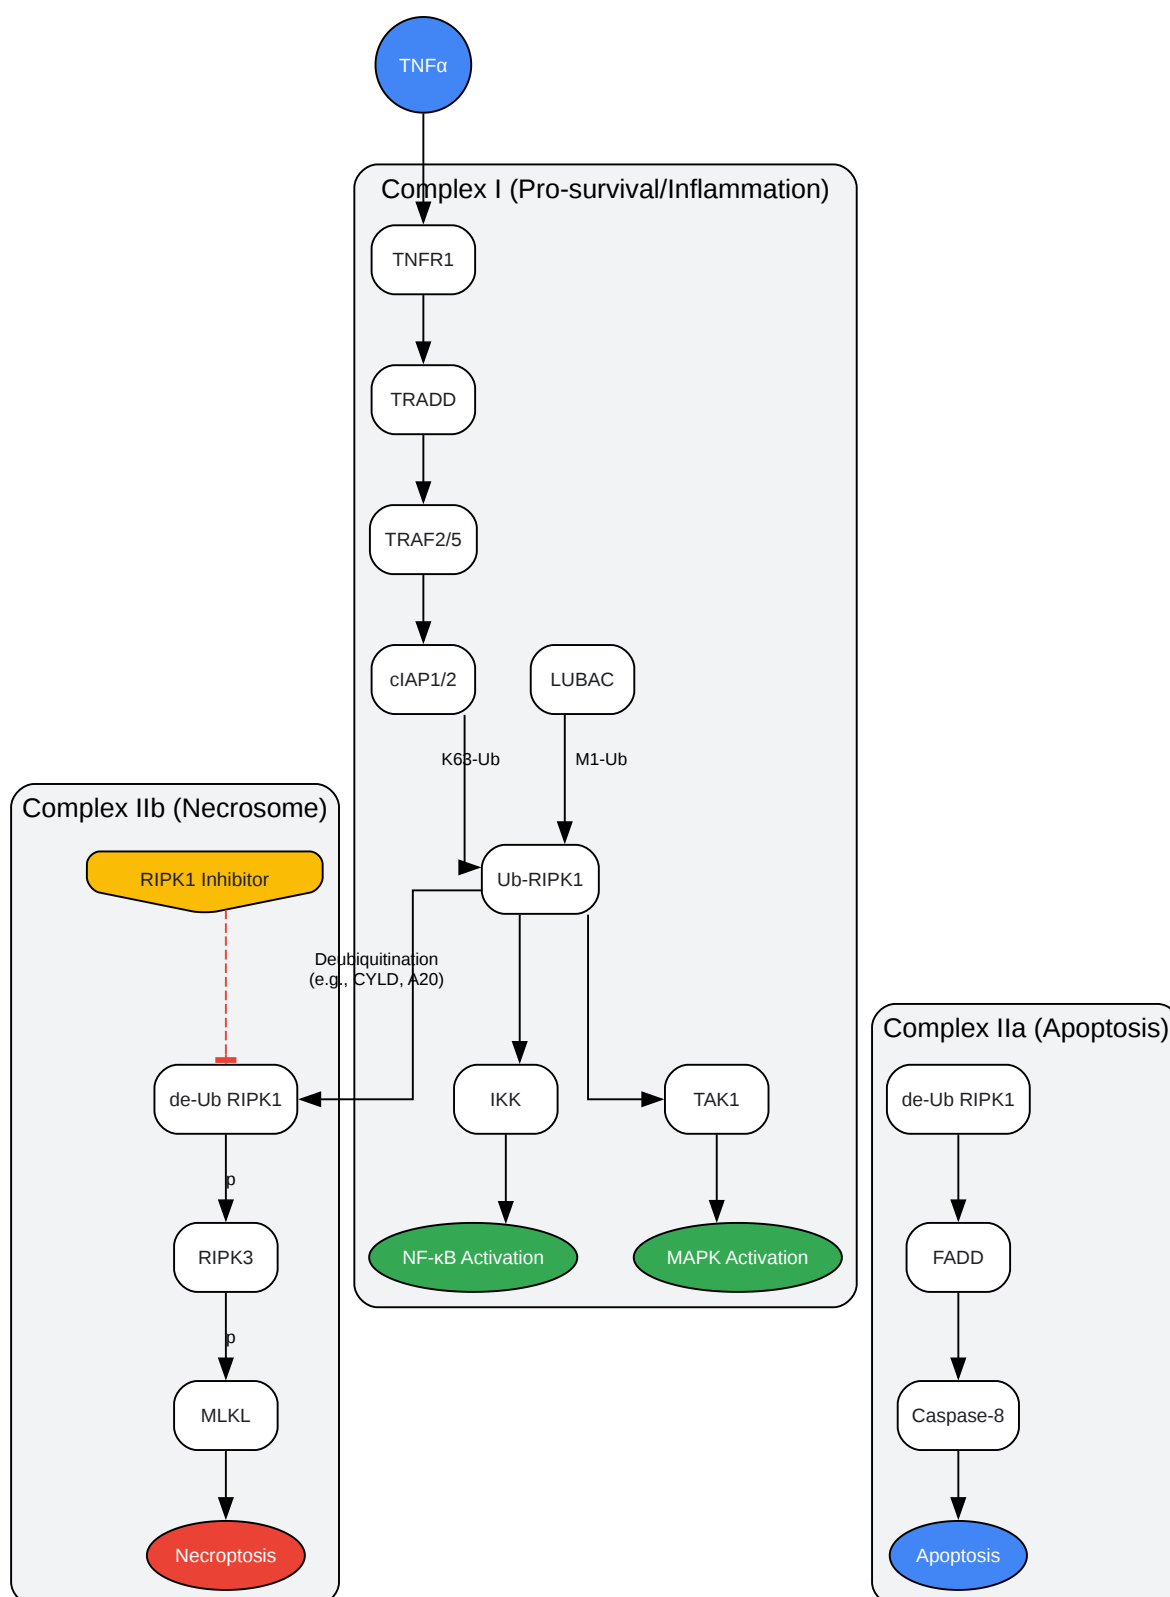 TNFα
Complex I (Pro-survival/Inflammation)
TNFR1
TRADD
TRAF2/5
cIAP1/2
LUBAC
K63-Ub
M1-Ub
Complex IIb (Necrosome)
RIPK1 Inhibitor
Ub-RIPK1
Deubiquitination
(e.g., CYLD, A20)
Complex IIa (Apoptosis)
de-Ub RIPK1
IKK
TAK1
de-Ub RIPK1
p
RIPK3
NF-κB Activation
MAPK Activation
FADD
p
MLKL
Caspase-8
Necroptosis
Apoptosis